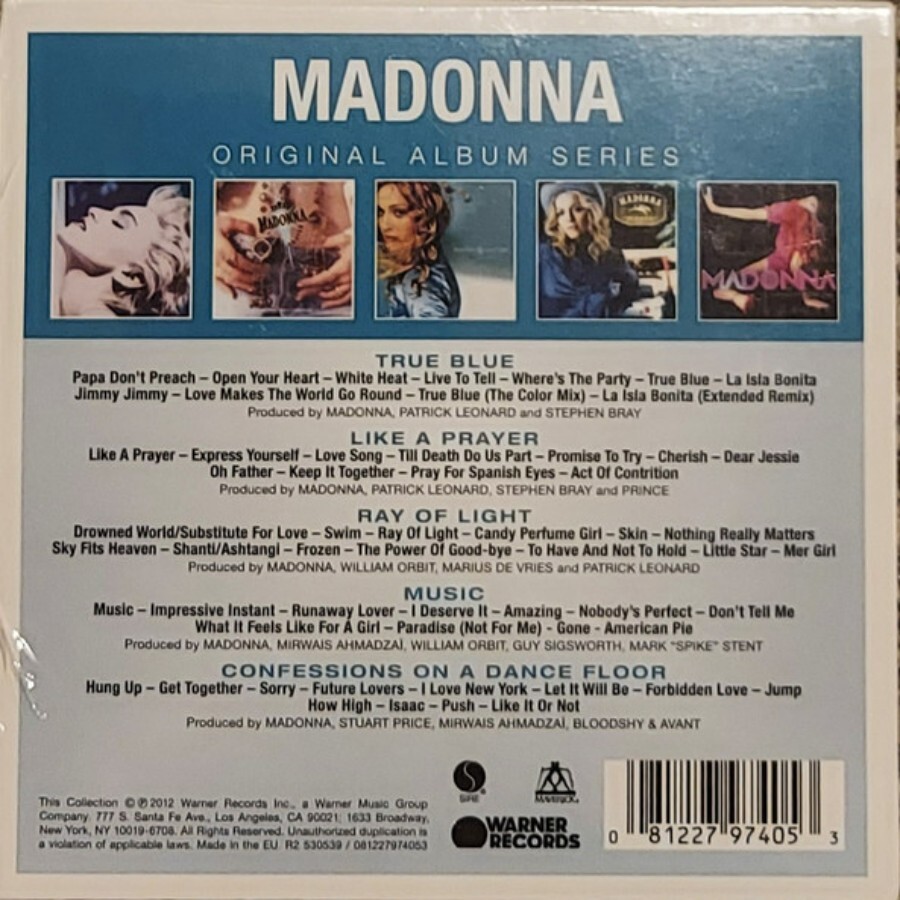 MADONNA
ORIGINAL ALBUM SERIES
MADONNA
MADONNA
TRUE BLUE
Papa Don't Preach – Open Your Heart – White Heat – Live To Tell – Where's The Party – True Blue – La Isla Bonita
Jimmy Jimmy – Love Makes The World Go Round – True Blue (The Color Mix) – La Isla Bonita (Extended Remix)
Produced by MADONNA, PATRICK LEONARD and STEPHEN BRAY
LIKE A PRAYER
Like A Prayer – Express Yourself – Love Song – Till Death Do Us Part – Promise To Try – Cherish – Dear Jessie
Oh Father – Keep It Together – Pray For Spanish Eyes – Act Of Contrition
Produced by MADONNA, PATRICK LEONARD, STEPHEN BRAY and PRINCE
RAY OF LIGHT
Drowned World/Substitute For Love – Swim – Ray Of Light – Candy Perfume Girl – Skin – Nothing Really Matters
Sky Fits Heaven – Shanti/Ashtangi – Frozen – The Power Of Good-bye – To Have And Not To Hold – Little Star – Mer Girl
Produced by MADONNA, WILLIAM ORBIT, MARIUS DE VRIES and PATRICK LEONARD
MUSIC
Music – Impressive Instant – Runaway Lover – I Deserve It – Amazing – Nobody's Perfect – Don't Tell Me
What It Feels Like For A Girl – Paradise (Not For Me) - Gone - American Pie
Produced by MADONNA, MIRWAIS AHMADZAÏ, WILLIAM ORBIT, GUY SIGSWORTH, MARK "SPIKE" STENT
CONFESSIONS ON A DANCE FLOOR
Hung Up – Get Together – Sorry – Future Lovers – I Love New York – Let It Will Be – Forbidden Love – Jump
How High – Isaac – Push – Like It Or Not
Produced by MADONNA, STUART PRICE, MIRWAIS AHMADZAÏ, BLOODSHY & AVANT
This Collection © ℗ 2012 Warner Records Inc., a Warner Music Group
Company. 777 S. Santa Fe Ave., Los Angeles, CA 90021; 1633 Broadway,
New York, NY 10019-6708. All Rights Reserved. Unauthorized duplication is
a violation of applicable laws. Made in the EU. R2 530539 / 081227974053
SIRE
MAVERICK
WARNER
RECORDS
0 81227 97405 3